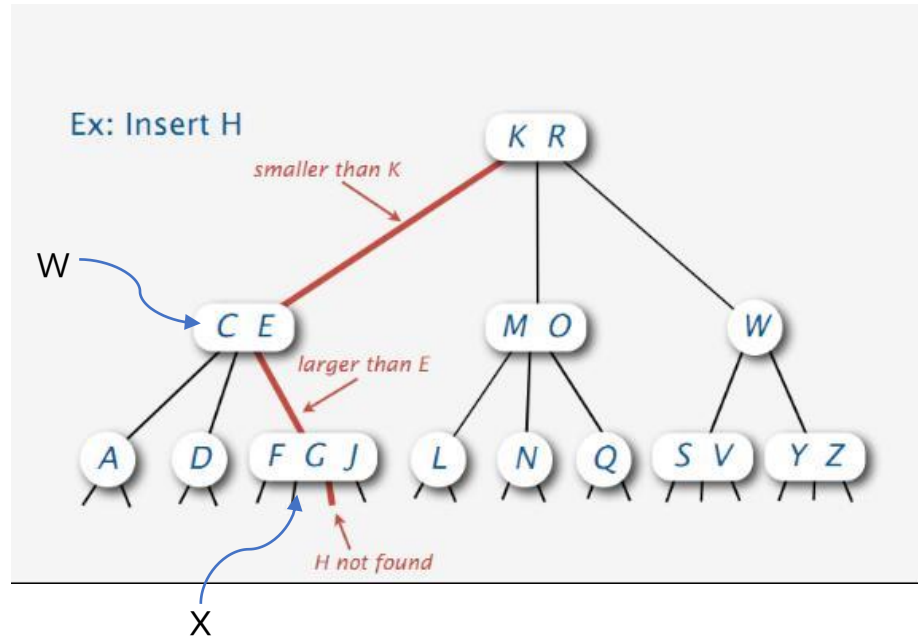 Ex: Insert H
K R
smaller than K
W
C E
M O
W
larger than E
A D F G J L N Q S V Y Z
H not found
X